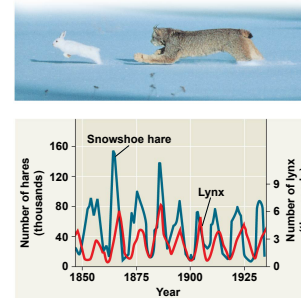 Snowshoe hare
Lynx
Number of hares
(thousands)
160
120
80
40
0
9
6
3
0
Number of lynx
1850
1875
1900
1925
Year